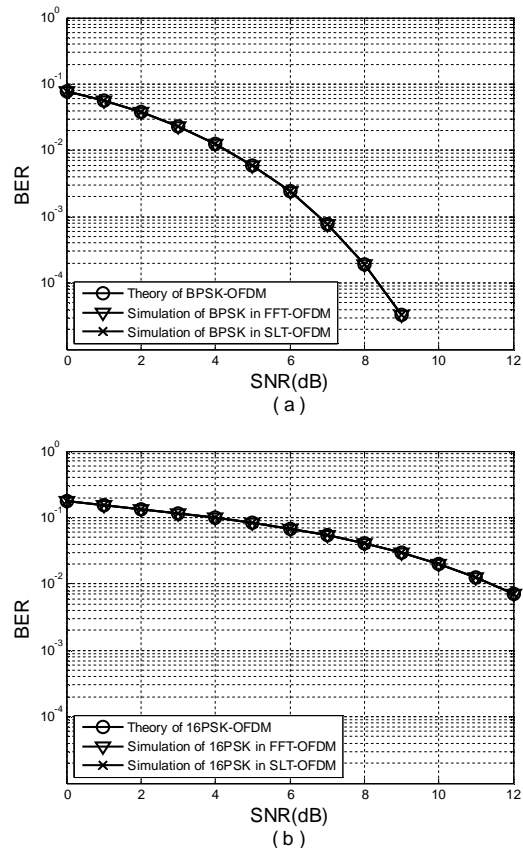 10^0
10^-1
10^-2
10^-3
10^-4
BER
Theory of BPSK-OFDM
Simulation of BPSK in FFT-OFDM
Simulation of BPSK in SLT-OFDM
0 2 4 6 8 10 12
SNR(dB)
( a )
10^0
10^-1
10^-2
10^-3
10^-4
BER
Theory of 16PSK-OFDM
Simulation of 16PSK in FFT-OFDM
Simulation of 16PSK in SLT-OFDM
0 2 4 6 8 10 12
SNR(dB)
( b )